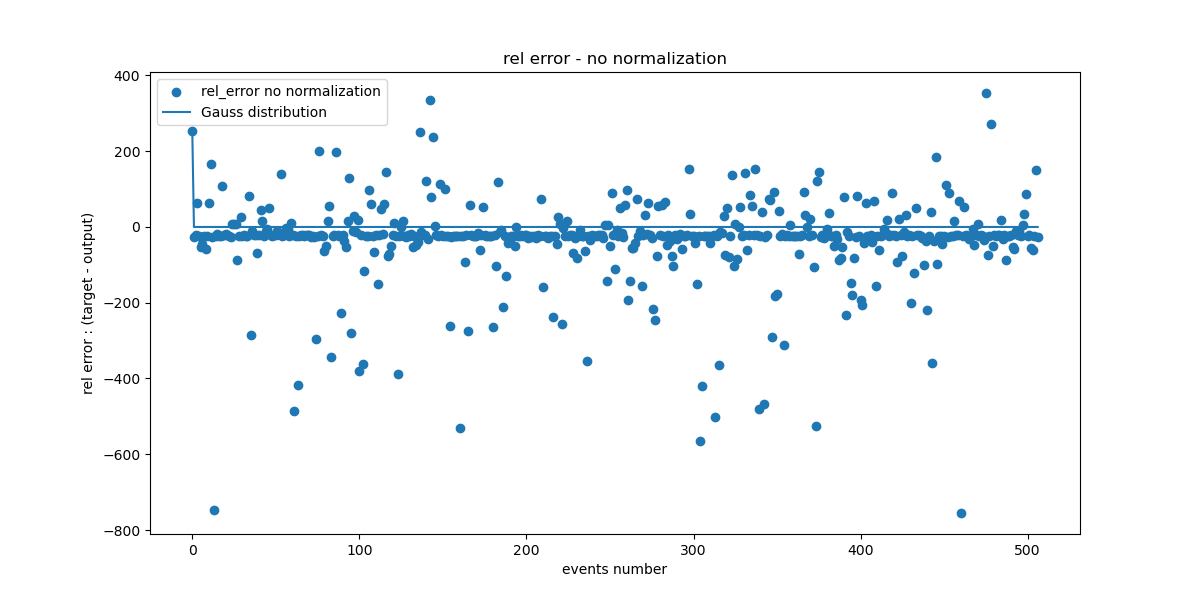 rel error - no normalization
rel_error no normalization
Gauss distribution
400
200
0
−200
−400
−600
−800
rel error : (target - output)
0 100 200 300 400 500
events number